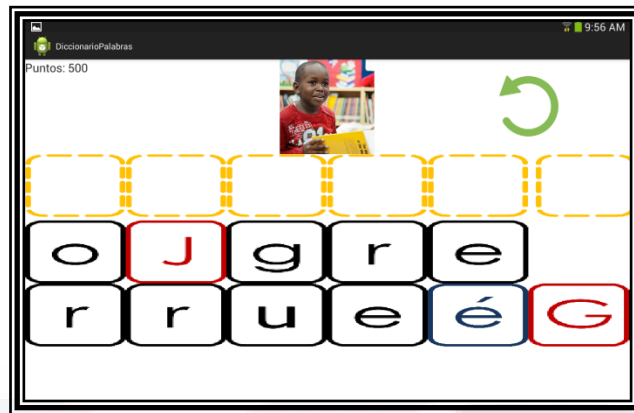 9:56 AM
DiccionarioPalabras
Puntos: 500
o J g r e
r r u e é G